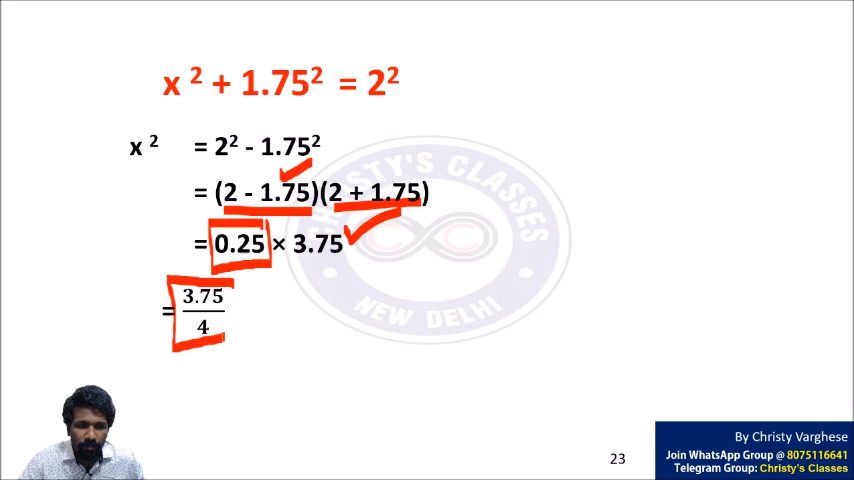 x ² + 1.75² = 2²
x ² = 2² - 1.75²
= (2 - 1.75)(2 + 1.75)
= 0.25 × 3.75
= 3.75/4
CHRISTY'S CLASSES
NEW DELHI
23
By Christy Varghese
Join WhatsApp Group @ 8075116641
Telegram Group: Christy's Classes